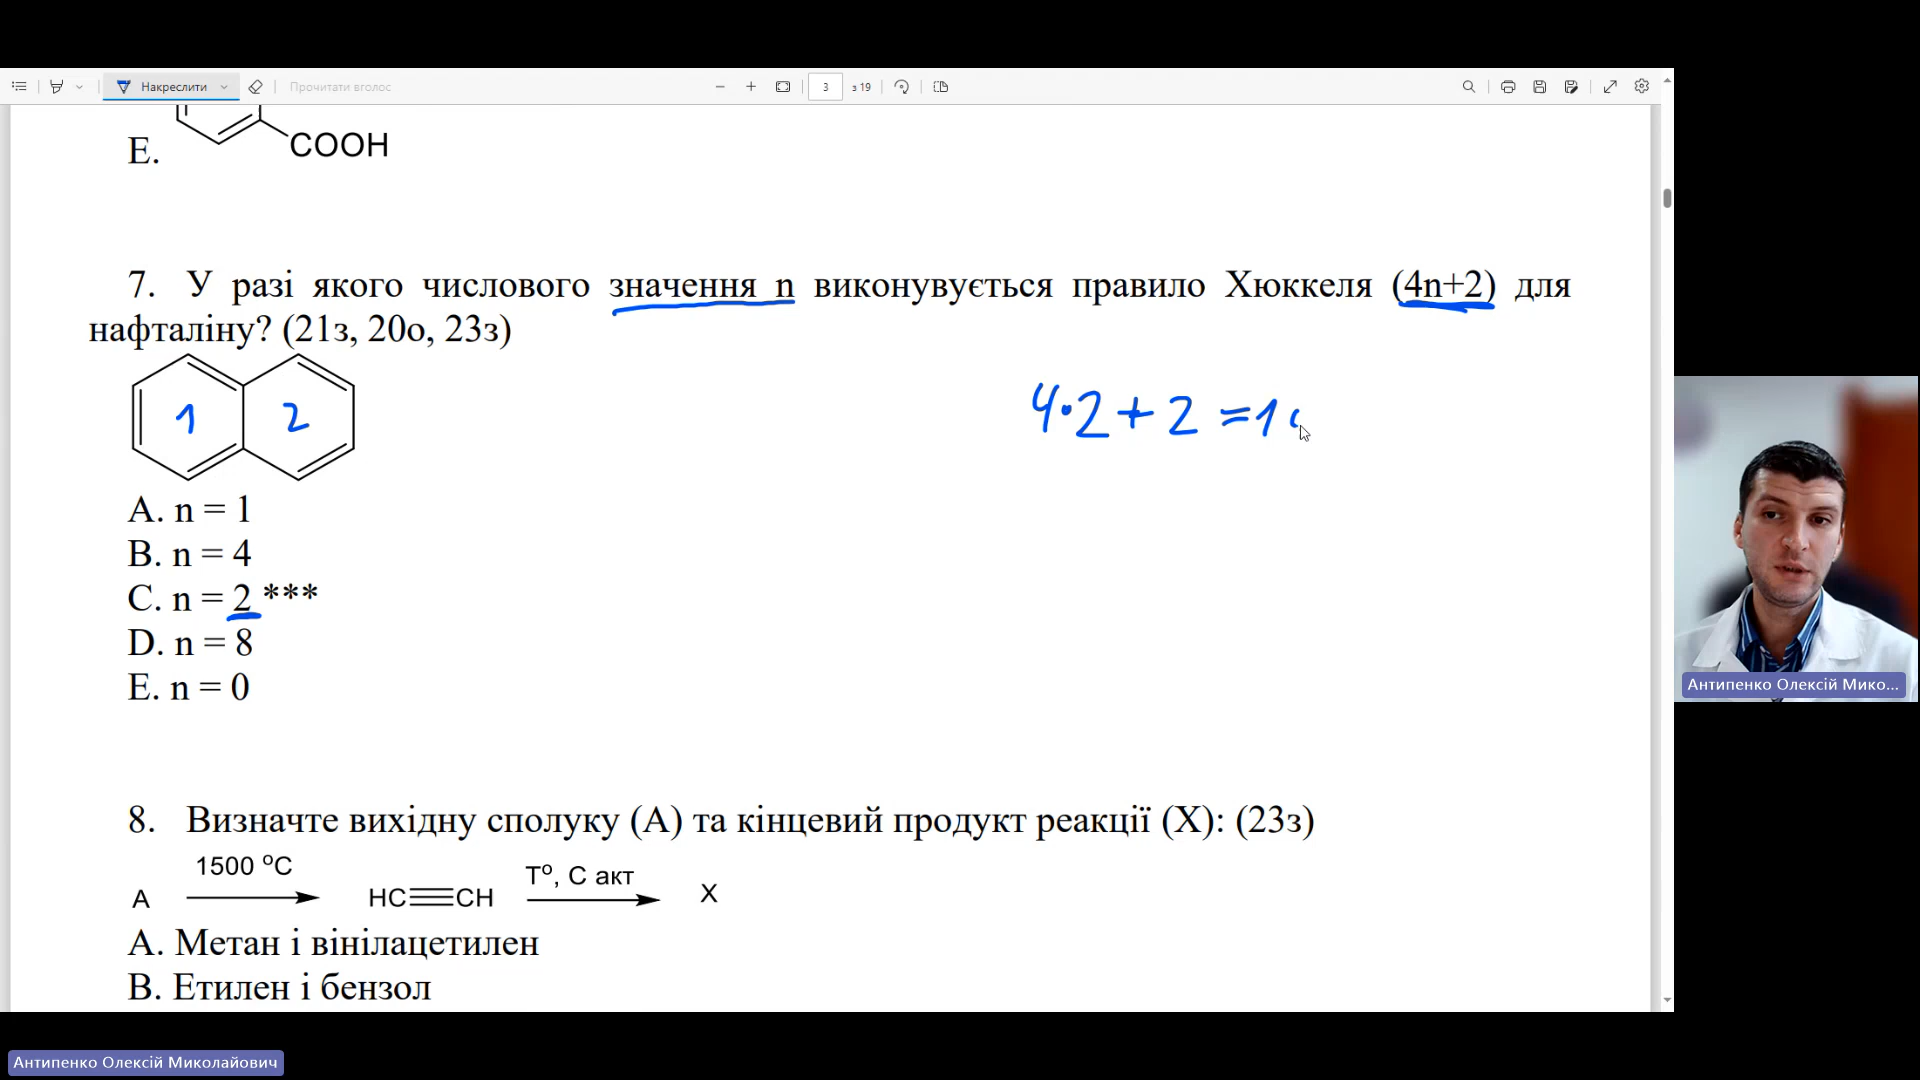 Накреслити
Прочитати вголос
3 з 19
E.
COOH
7. У разі якого числового значення n виконувується правило Хюккеля (4n+2) для
нафталіну? (21з, 20о, 23з)
1 2
4·2+2=1
A. n = 1
B. n = 4
C. n = 2 ***
D. n = 8
E. n = 0
8. Визначте вихідну сполуку (А) та кінцевий продукт реакції (Х): (23з)
1500 °C
T°, C акт
A
HC≡CH
X
A. Метан і вінілацетилен
B. Етилен і бензол
Антипенко Олексій Мико...
Антипенко Олексій Миколайович